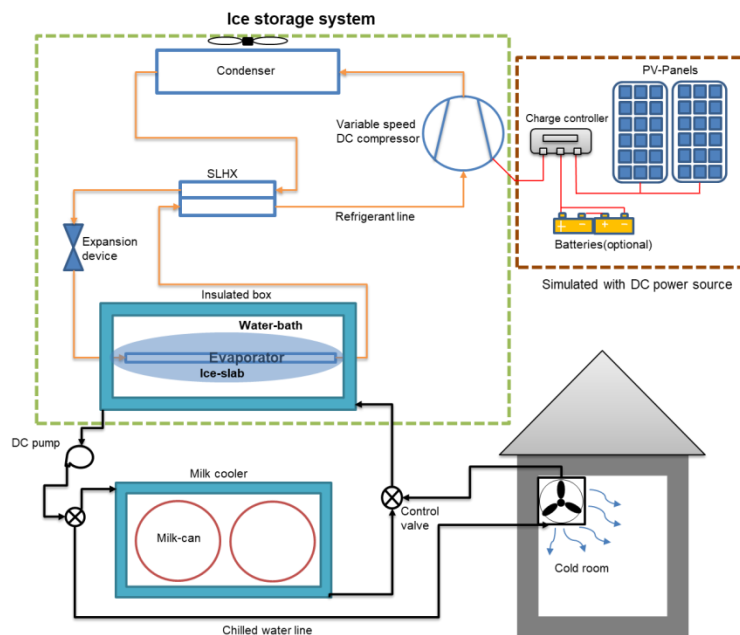 Ice storage system
Condenser
PV-Panels
Charge controller
Variable speed
DC compressor
SLHX
Refrigerant line
Expansion
device
Batteries(optional)
Simulated with DC power source
Insulated box
Water-bath
Evaporator
Ice-slab
DC pump
Milk cooler
Control
valve
Milk-can
Cold room
Chilled water line